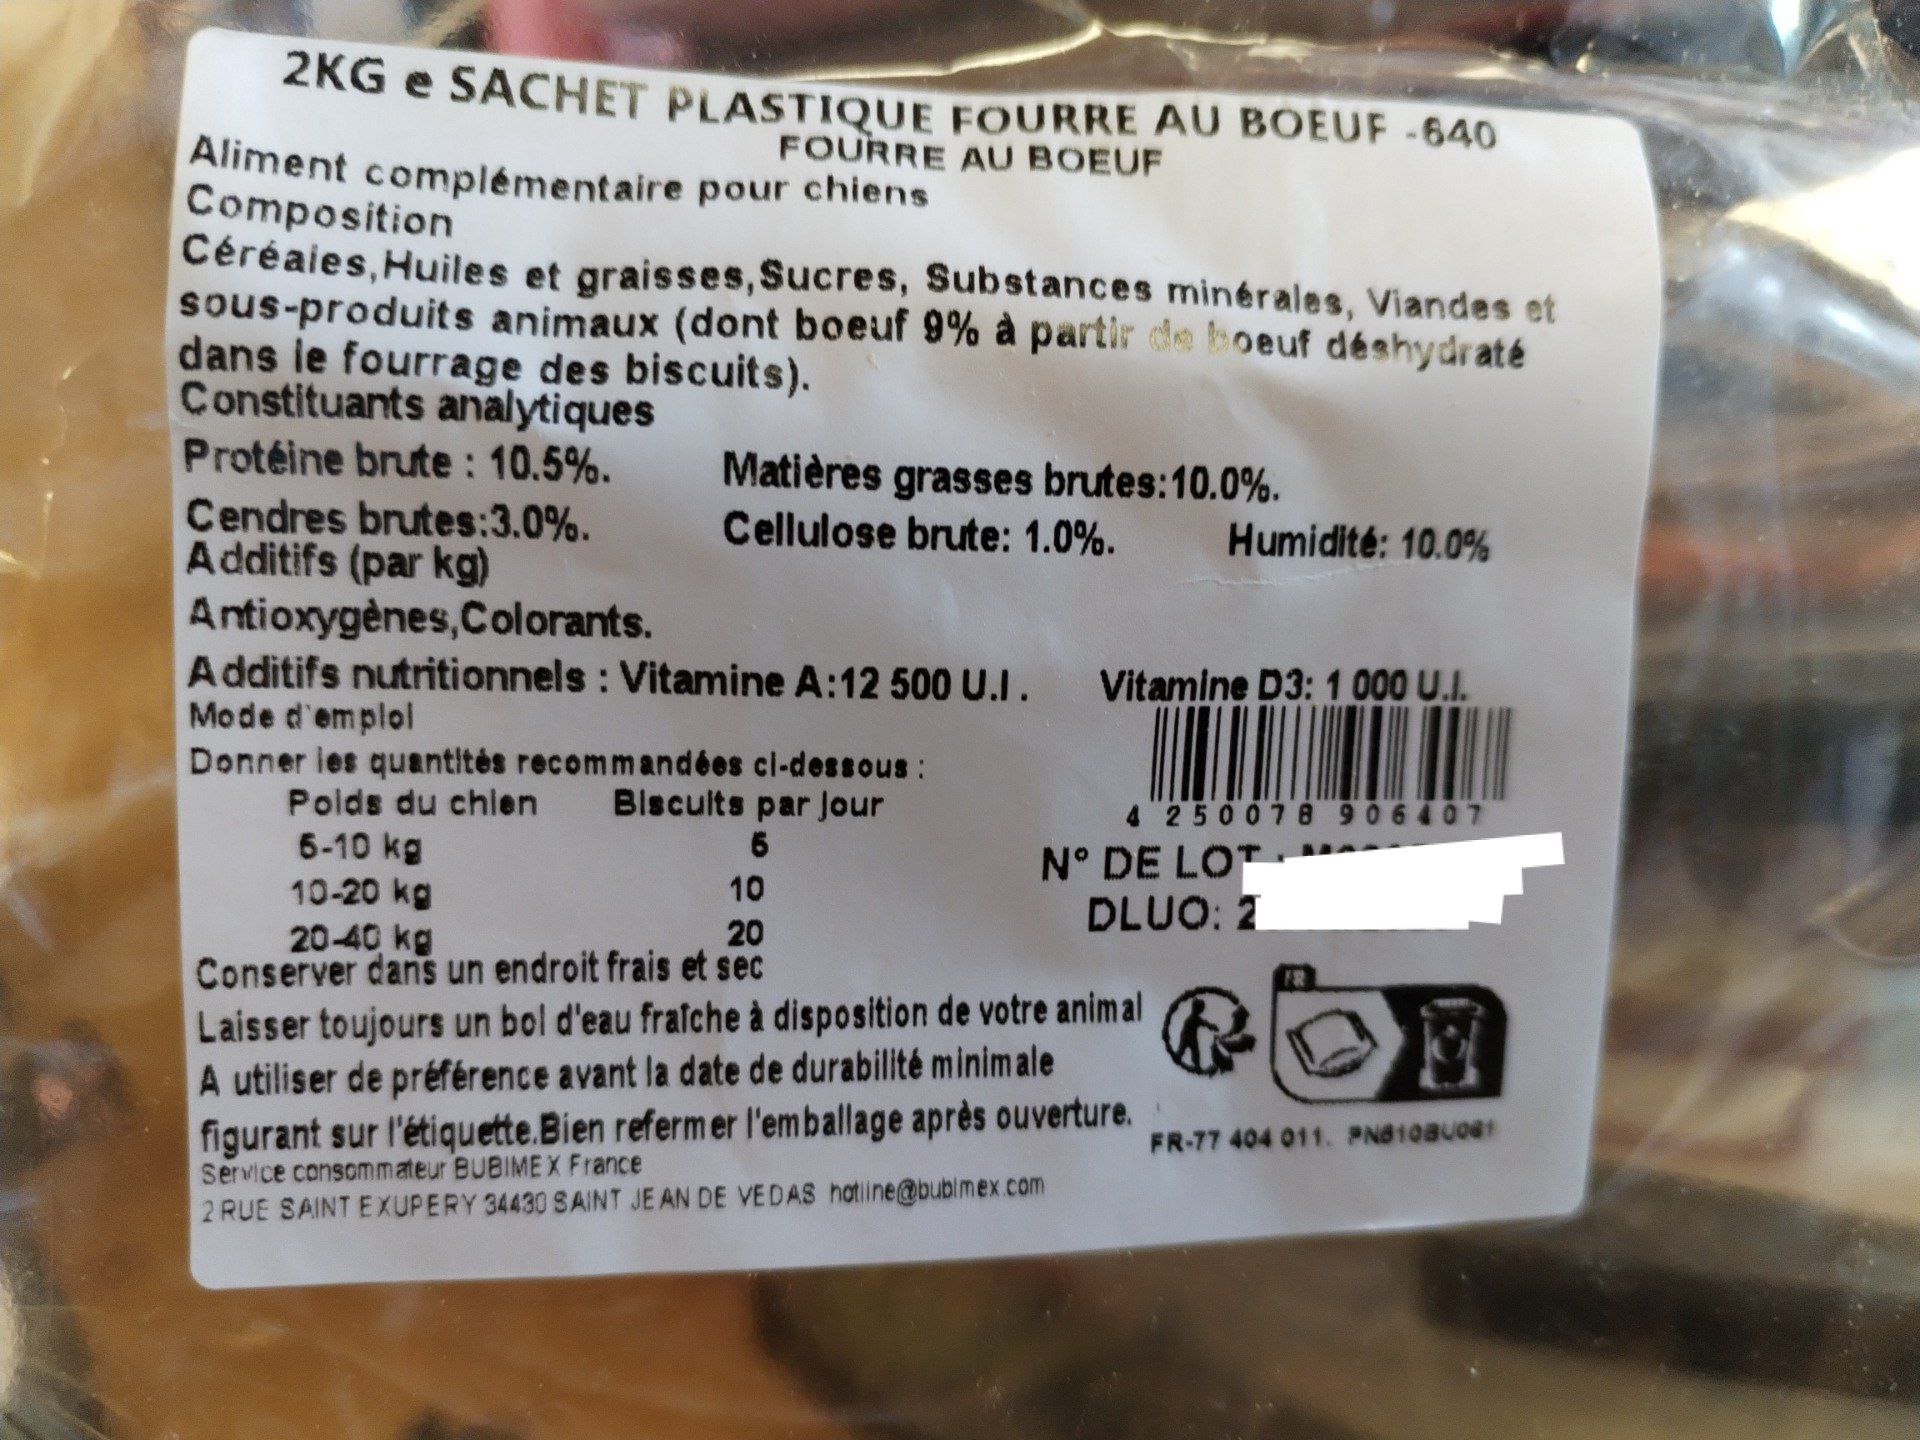 2KG e SACHET PLASTIQUE FOURRE AU BOEUF -640
FOURRE AU BOEUF
Aliment complémentaire pour chiens
Composition
Céréales,Huiles et graisses,Sucres, Substances minérales, Viandes et
sous-produits animaux (dont boeuf 9% à partir de boeuf déshydraté
dans le fourrage des biscuits).
Constituants analytiques
Protéine brute : 10.5%. Matières grasses brutes:10.0%.
Cendres brutes:3.0%. Cellulose brute: 1.0%. Humidité: 10.0%
Additifs (par kg)
Antioxygènes,Colorants.
Additifs nutritionnels : Vitamine A:12 500 U.I. Vitamine D3: 1 000 U.I.
Mode d'emploi
Donner les quantités recommandées ci-dessous :
Poids du chien Biscuits par jour
5-10 kg 5
10-20 kg 10
20-40 kg 20
4 250078 906407
N° DE LOT :
DLUO: 2
Conserver dans un endroit frais et sec
Laisser toujours un bol d'eau fraîche à disposition de votre animal
A utiliser de préférence avant la date de durabilité minimale
figurant sur l'étiquette.Bien refermer l'emballage après ouverture.
FR
FR-77 404 011.
Service consommateur BUBIMEX France
2 RUE SAINT EXUPERY 34430 SAINT JEAN DE VEDAS hotline@bubimex.com